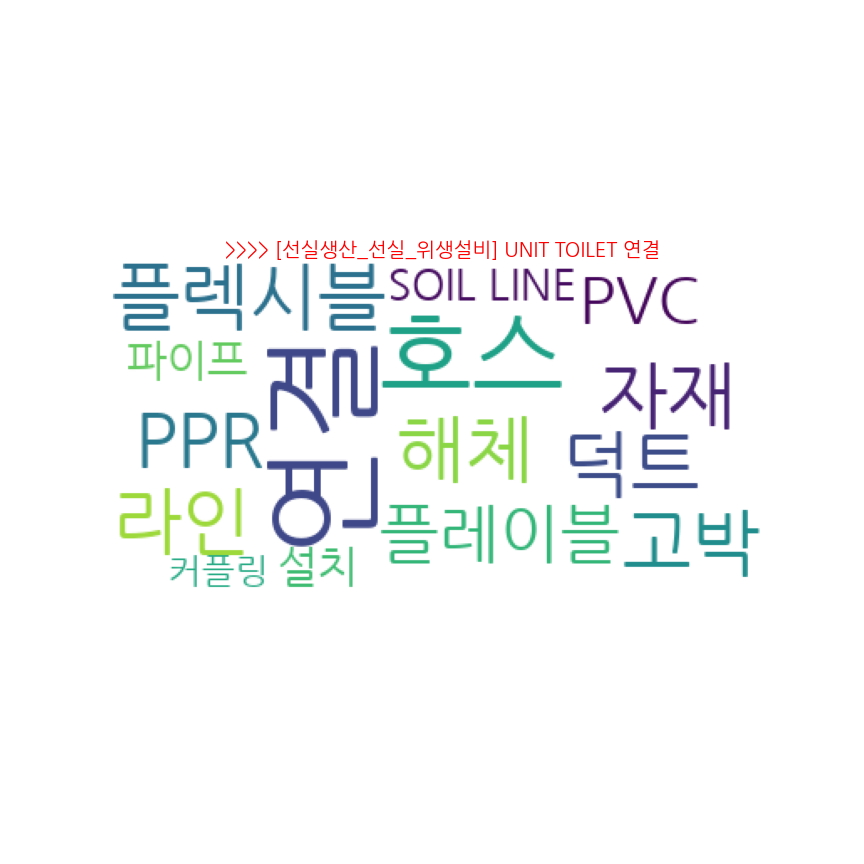 >>>> [선실생산_선실_위생설비] UNIT TOILET 연결
플렉시블
SOIL LINE
PVC
파이프
연결
호스
자재
PPR
해체
덕트
라인
플레이블
고박
커플링
설치